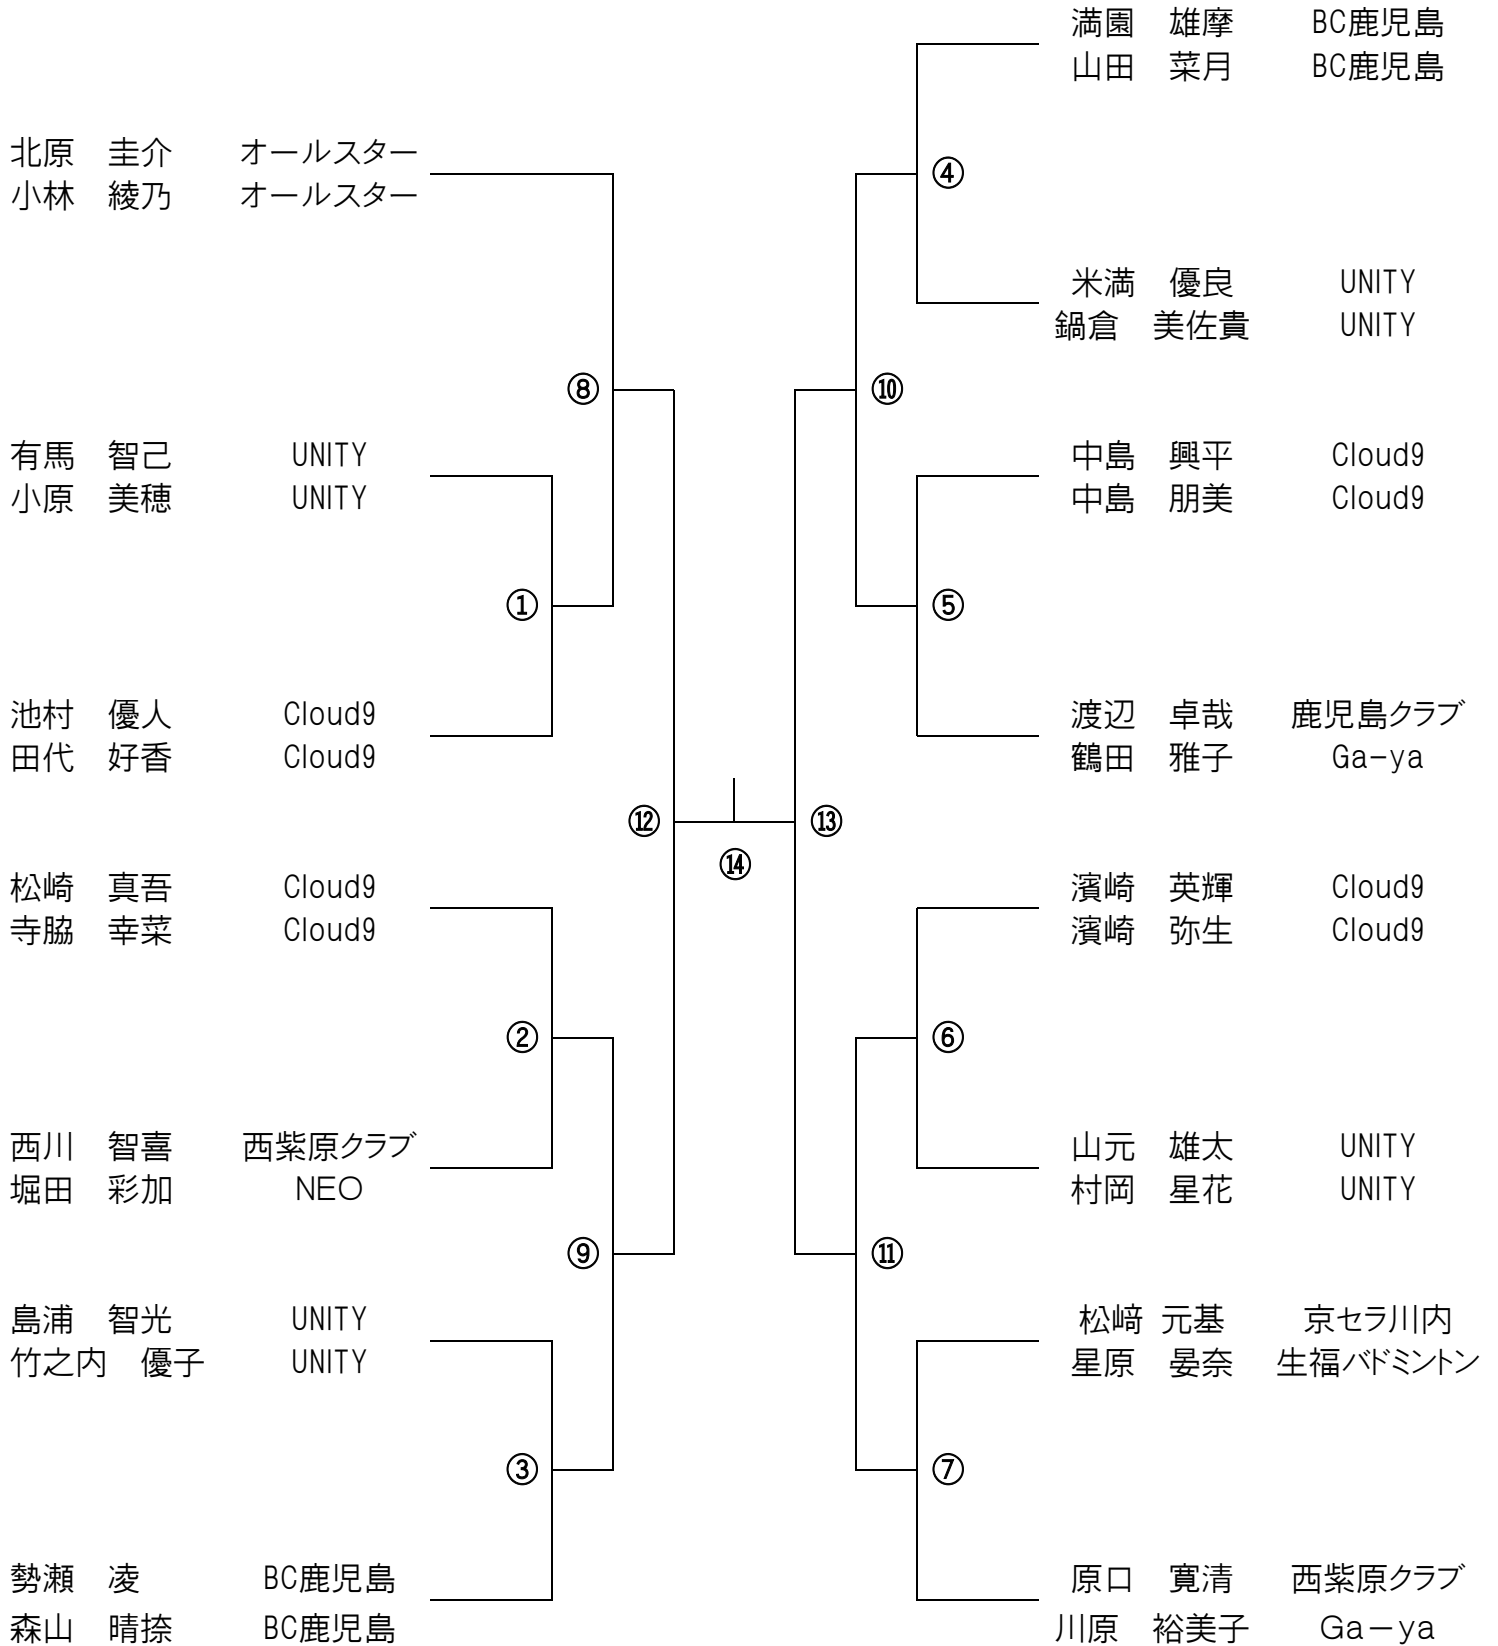 北原　圭介　オールスター
小林　綾乃　オールスター
⑧
有馬　智己　UNITY
小原　美穂　UNITY
①
池村　優人　Cloud9
田代　好香　Cloud9
⑫
⑭
松崎　真吾　Cloud9
寺脇　幸菜　Cloud9
②
西川　智喜　西紫原クラブ
堀田　彩加　NEO
⑨
島浦　智光　UNITY
竹之内　優子　UNITY
③
勢瀬　凌　BC鹿児島
森山　晴捺　BC鹿児島
満園　雄摩　BC鹿児島
山田　菜月　BC鹿児島
④
米満　優良　UNITY
鍋倉　美佐貴　UNITY
⑩
中島　興平　Cloud9
中島　朋美　Cloud9
⑤
渡辺　卓哉　鹿児島クラブ
鶴田　雅子　Ga-ya
⑬
濱崎　英輝　Cloud9
濱崎　弥生　Cloud9
⑥
山元　雄太　UNITY
村岡　星花　UNITY
⑪
松﨑 元基　京セラ川内
星原　晏奈　生福バドミントン
⑦
原口　寛清　西紫原クラブ
川原　裕美子　Ga－ya